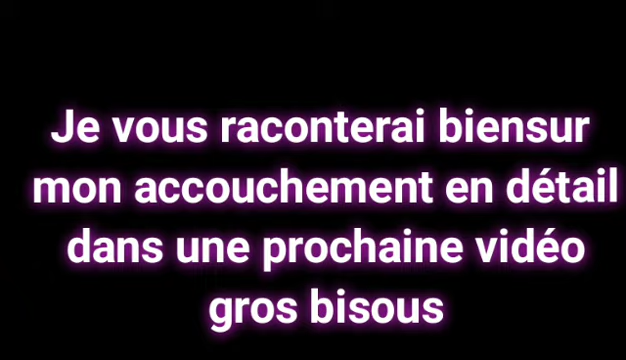 Je vous raconterai biensur
mon accouchement en détail
dans une prochaine vidéo
gros bisous